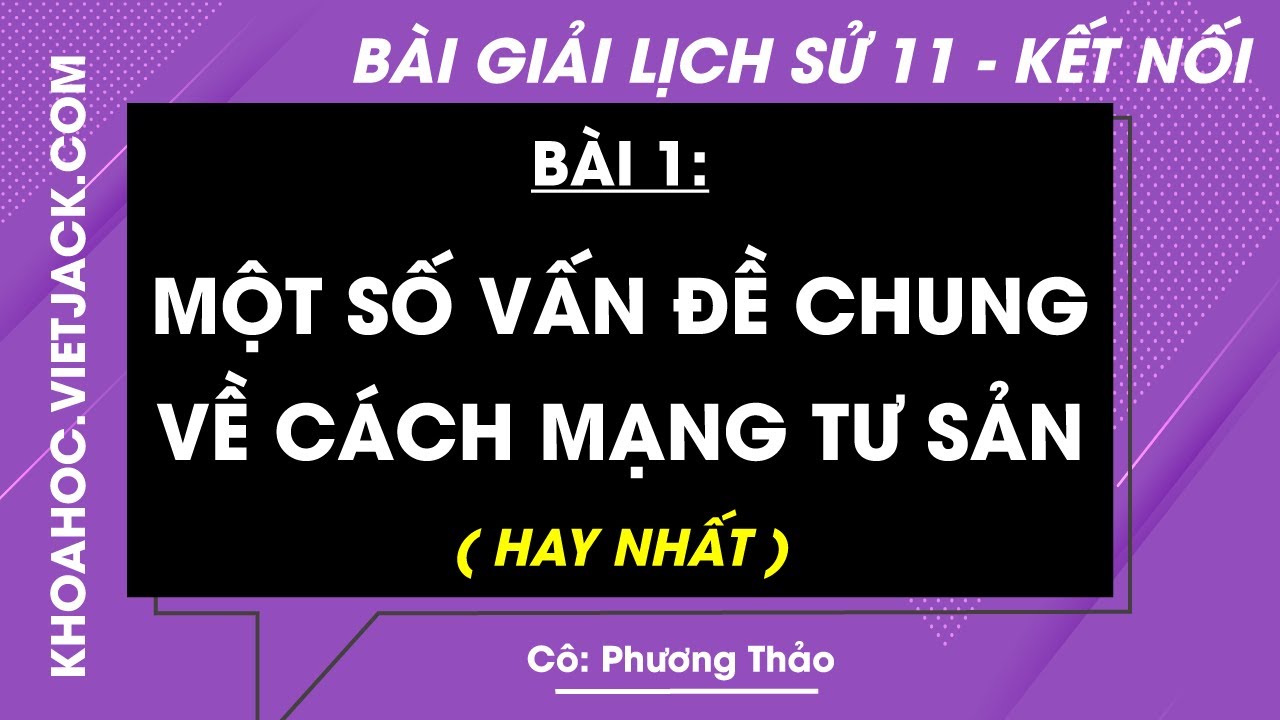 BÀI GIẢI LỊCH SỬ 11 - KẾT NỐI
KHOAHOC.VIETJACK.COM
BÀI 1:
MỘT SỐ VẤN ĐỀ CHUNG
VỀ CÁCH MẠNG TƯ SẢN
( HAY NHẤT )
Cô: Phương Thảo